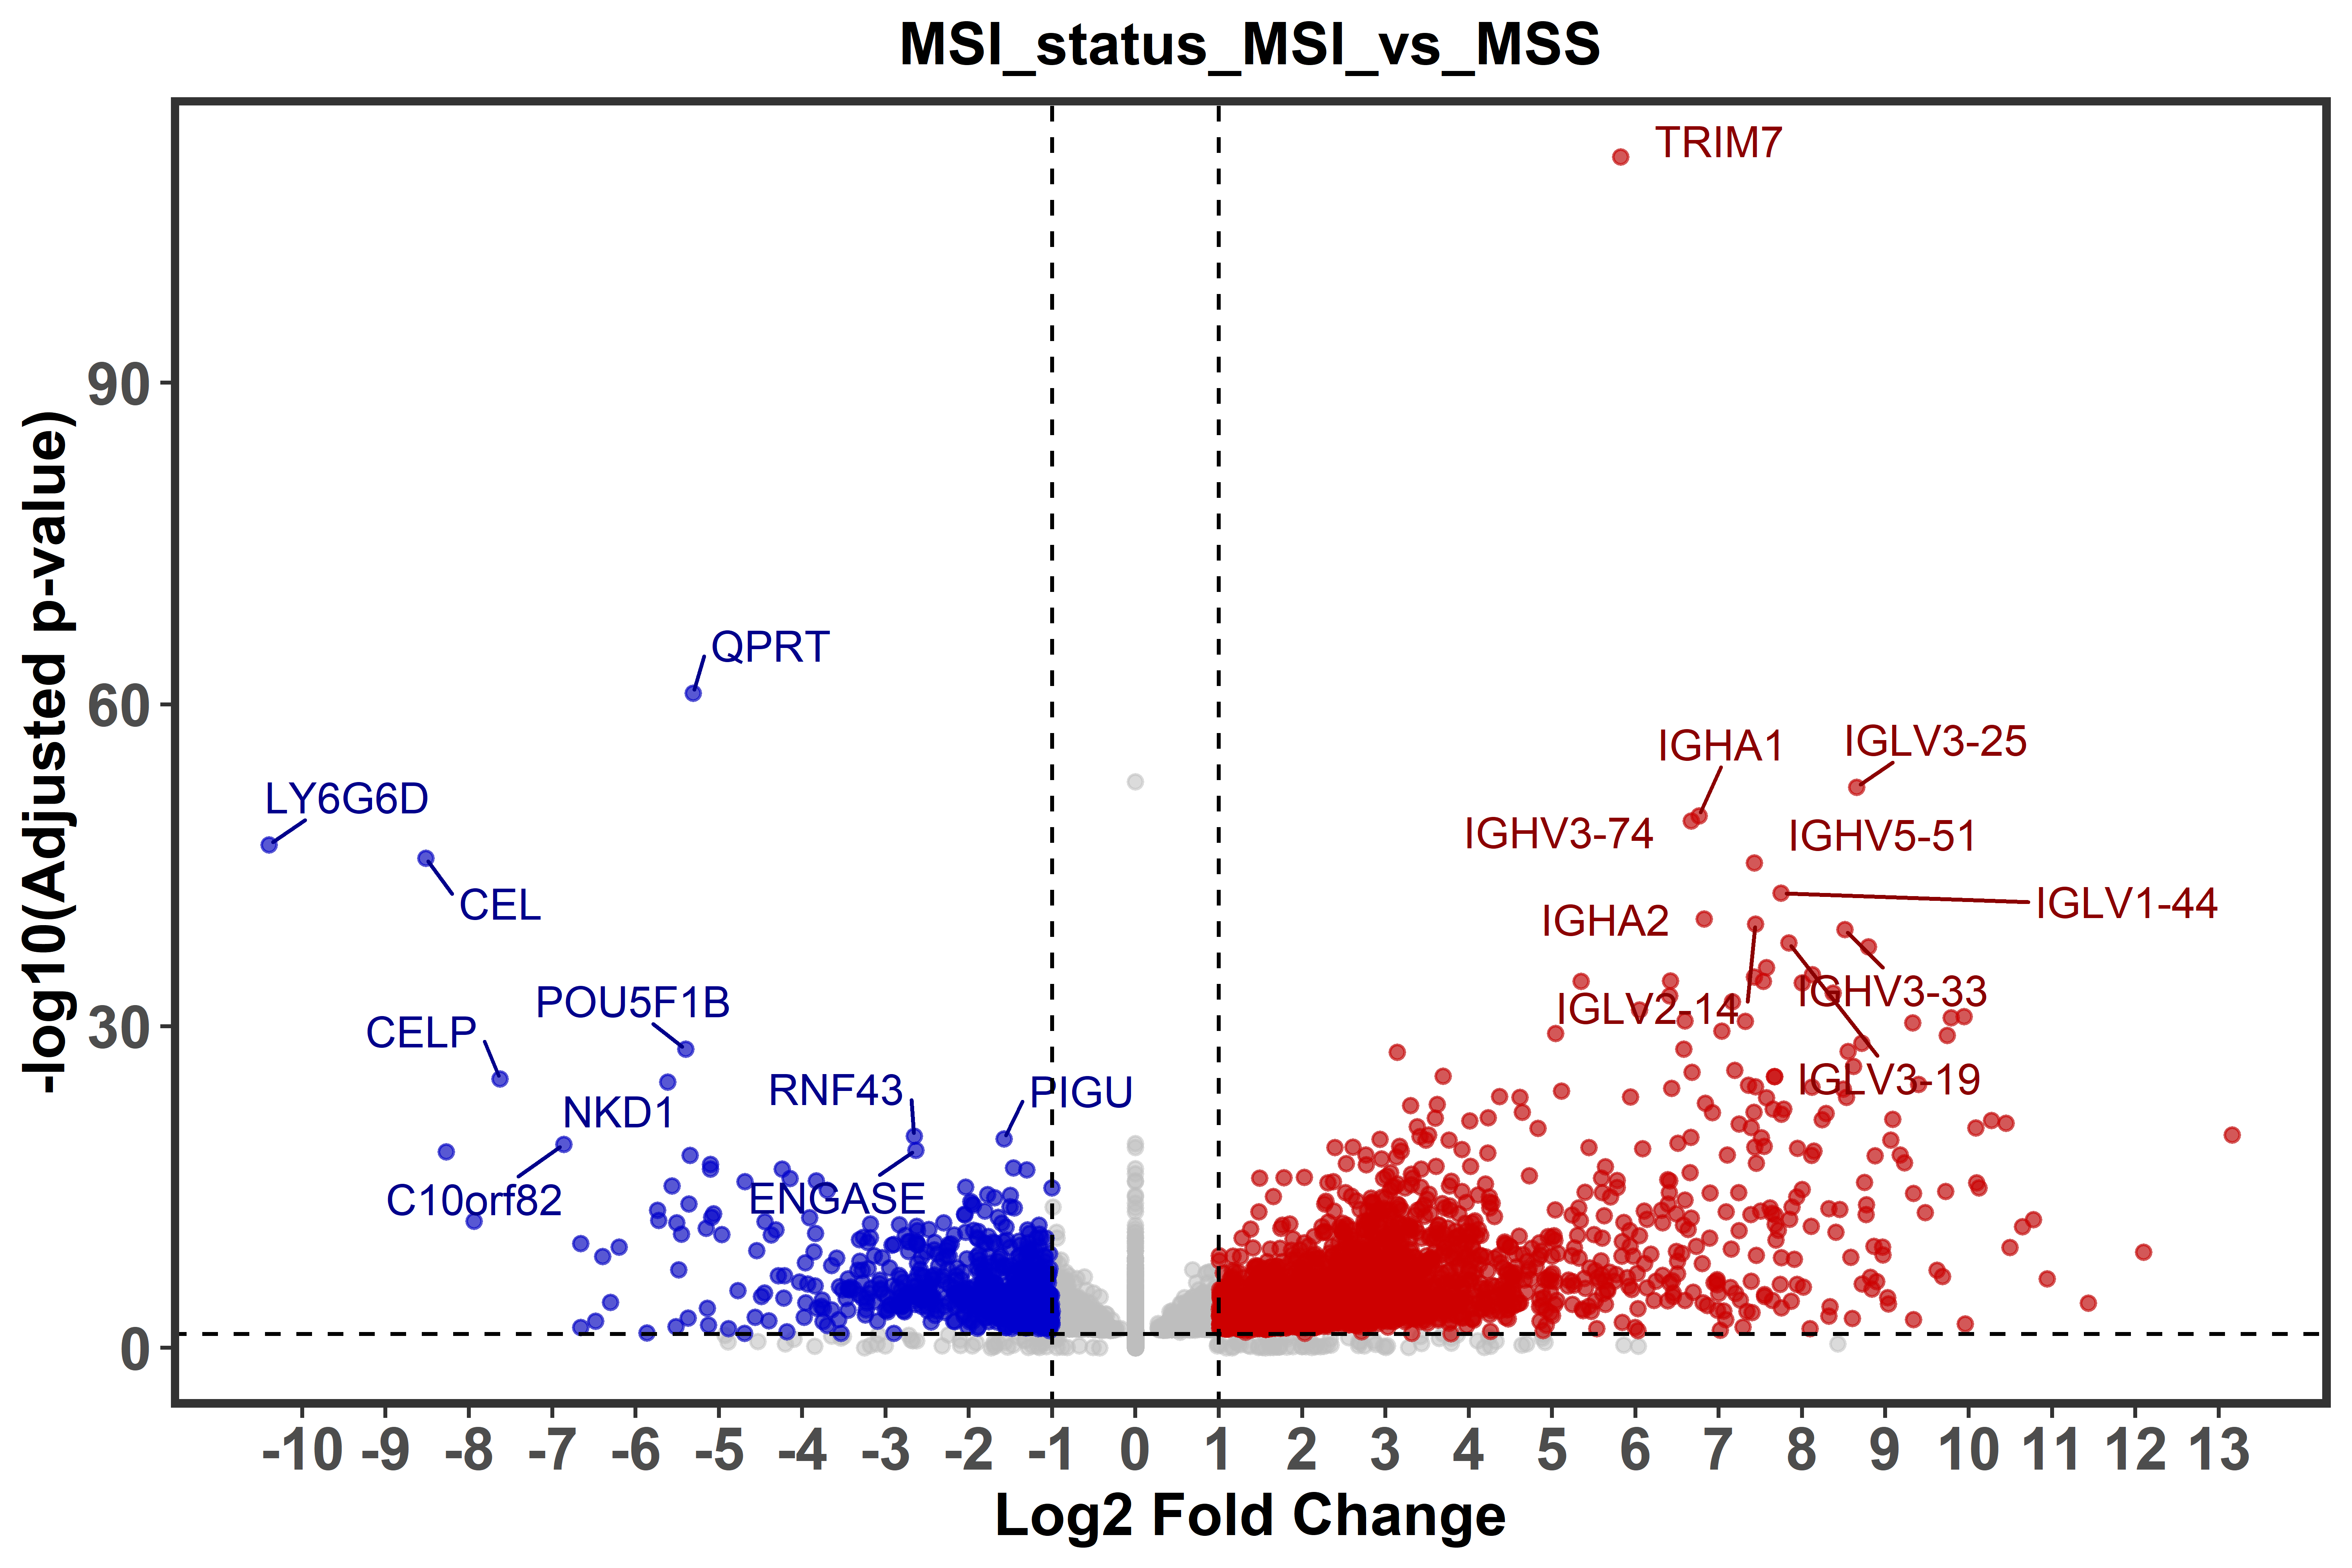 MSI_status_MSI_vs_MSS
TRIM7
90
QPRT
60
IGHA1
IGLV3-25
LY6G6D
IGHV3-74
IGHV5-51
CEL
IGLV1-44
IGHA2
POU5F1B
IGHV3-33
IGLV2-14
CELP
30
RNF43
PIGU
IGLV3-19
NKD1
C10orf82
ENGASE
0
-log10(Adjusted p-value)
-10 -9 -8 -7 -6 -5 -4 -3 -2 -1 0 1 2 3 4 5 6 7 8 9 10 11 12 13
Log2 Fold Change